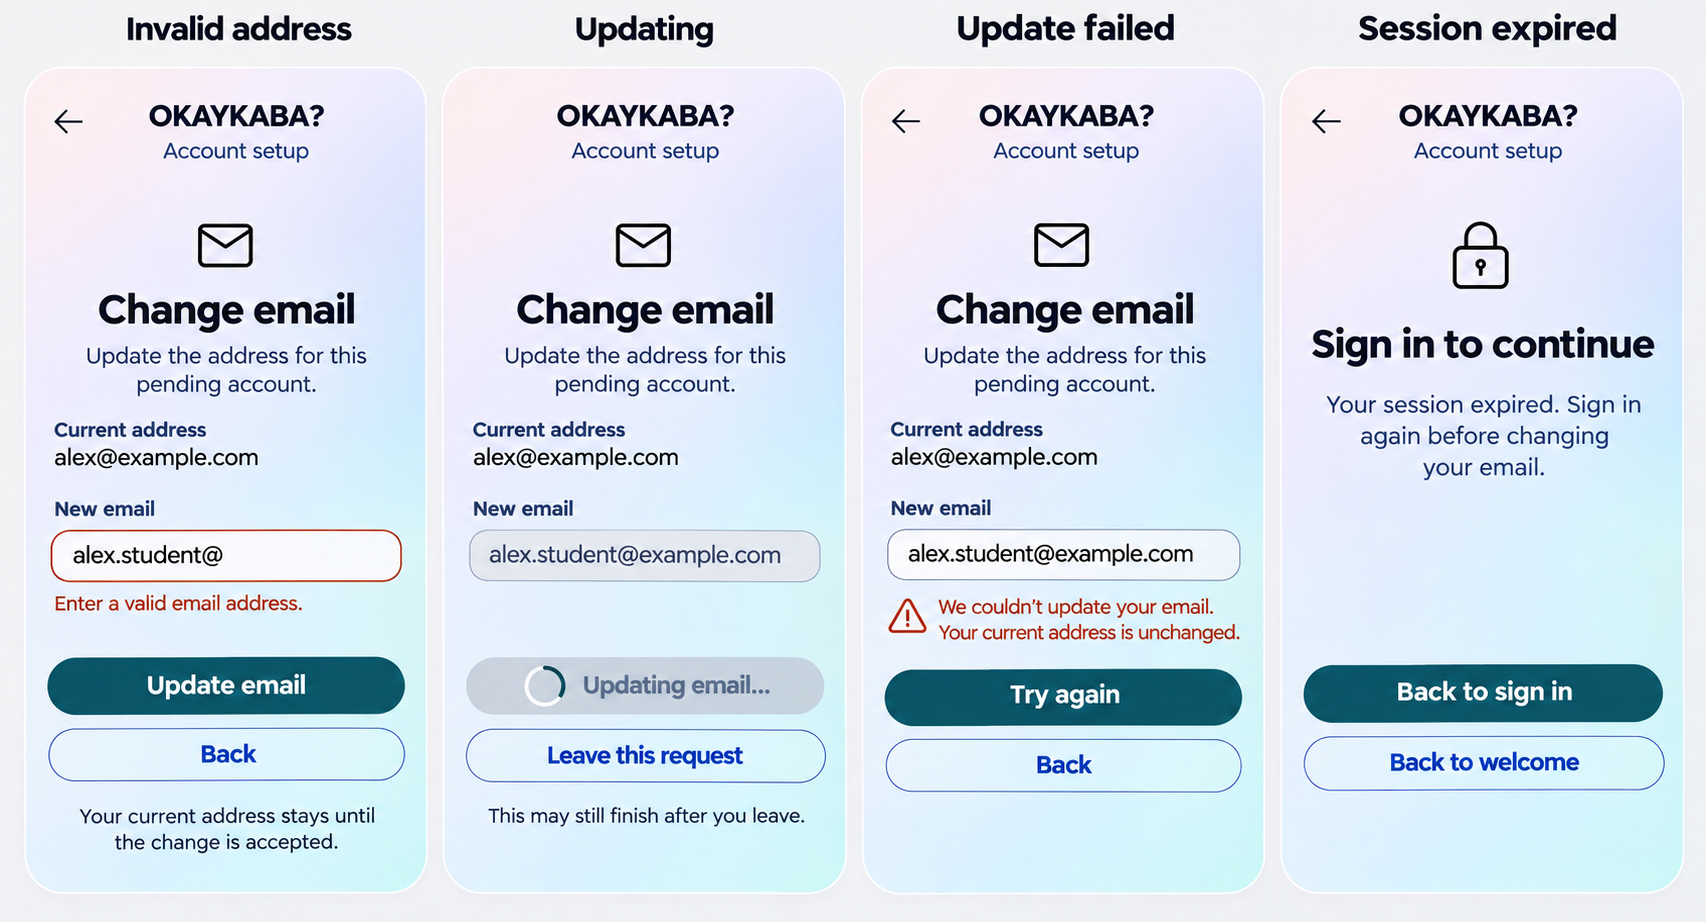 Invalid address
OKAYKABA?
Account setup
Change email
Update the address for this
pending account.
Current address
alex@example.com
New email
alex.student@
Enter a valid email address.
Update email
Back
Your current address stays until
the change is accepted.
Updating
OKAYKABA?
Account setup
Change email
Update the address for this
pending account.
Current address
alex@example.com
New email
alex.student@example.com
Updating email...
Leave this request
This may still finish after you leave.
Update failed
OKAYKABA?
Account setup
Change email
Update the address for this
pending account.
Current address
alex@example.com
New email
alex.student@example.com
We couldn't update your email.
Your current address is unchanged.
Try again
Back
Session expired
OKAYKABA?
Account setup
Sign in to continue
Your session expired. Sign in
again before changing
your email.
Back to sign in
Back to welcome